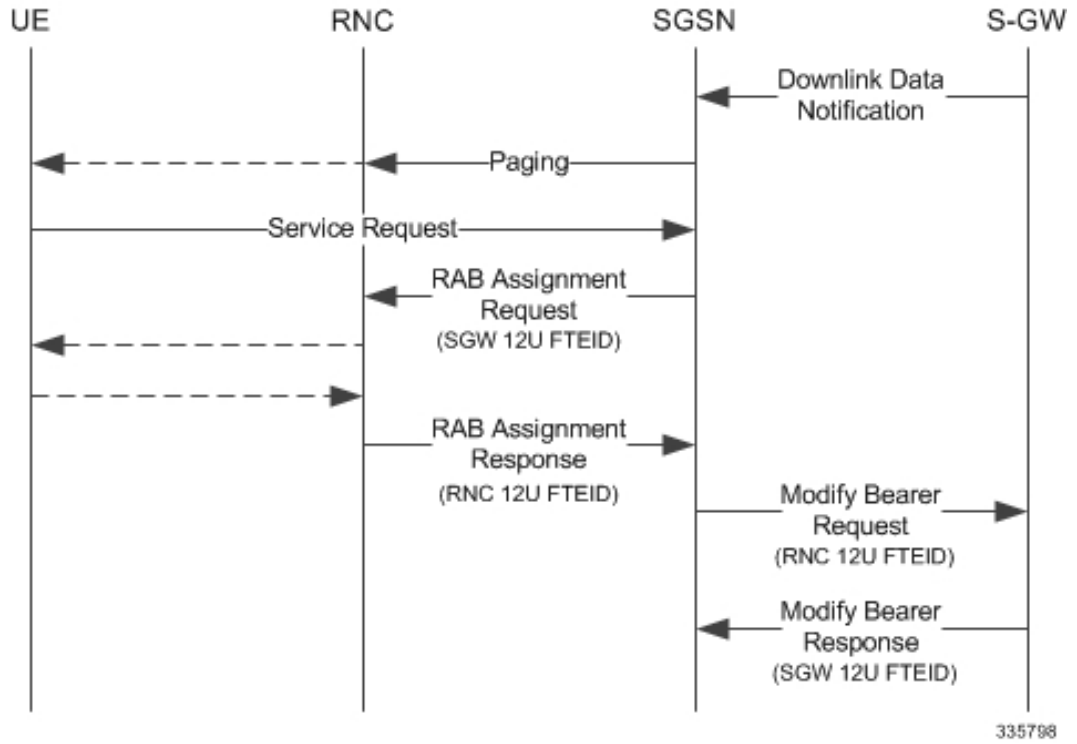 UE RNC SGSN S-GW
Downlink Data
Notification
Paging
Service Request
RAB Assignment
Request
(SGW 12U FTEID)
RAB Assignment
Response
(RNC 12U FTEID)
Modify Bearer
Request
(RNC 12U FTEID)
Modify Bearer
Response
(SGW 12U FTEID)
335798